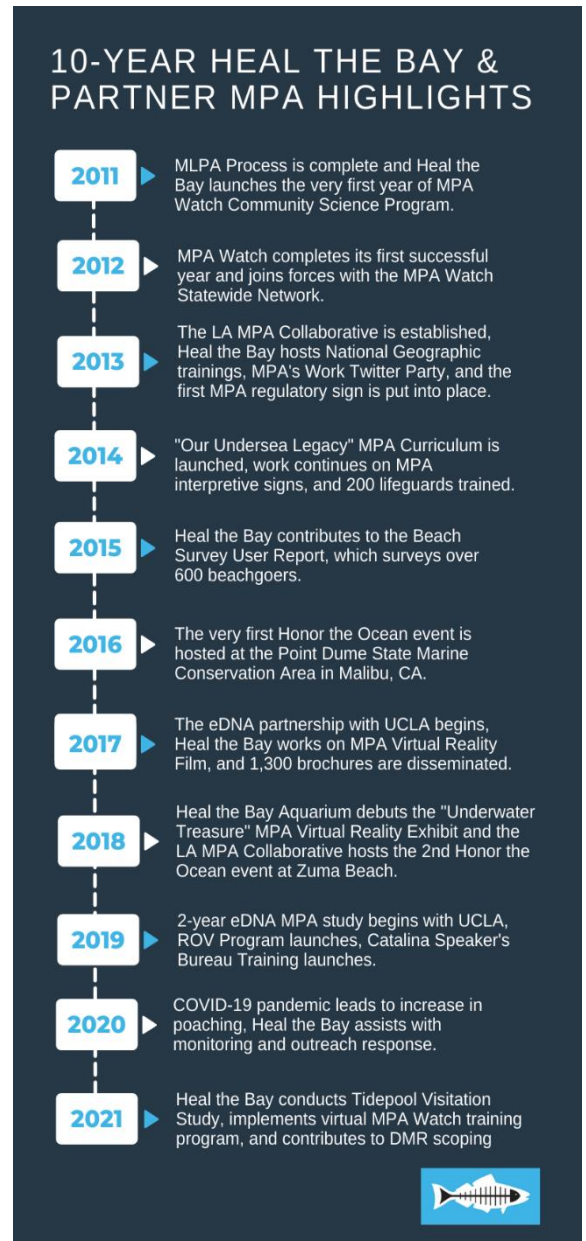 10-YEAR HEAL THE BAY &
PARTNER MPA HIGHLIGHTS
2011
MLPA Process is complete and Heal the
Bay launches the very first year of MPA
Watch Community Science Program.
2012
MPA Watch completes its first successful
year and joins forces with the MPA Watch
Statewide Network.
2013
The LA MPA Collaborative is established,
Heal the Bay hosts National Geographic
trainings, MPA's Work Twitter Party, and the
first MPA regulatory sign is put into place.
2014
"Our Undersea Legacy" MPA Curriculum is
launched, work continues on MPA
interpretive signs, and 200 lifeguards trained.
2015
Heal the Bay contributes to the Beach
Survey User Report, which surveys over
600 beachgoers.
2016
The very first Honor the Ocean event is
hosted at the Point Dume State Marine
Conservation Area in Malibu, CA.
2017
The eDNA partnership with UCLA begins,
Heal the Bay works on MPA Virtual Reality
Film, and 1,300 brochures are disseminated.
2018
Heal the Bay Aquarium debuts the "Underwater
Treasure" MPA Virtual Reality Exhibit and the
LA MPA Collaborative hosts the 2nd Honor the
Ocean event at Zuma Beach.
2019
2-year eDNA MPA study begins with UCLA,
ROV Program launches, Catalina Speaker's
Bureau Training launches.
2020
COVID-19 pandemic leads to increase in
poaching, Heal the Bay assists with
monitoring and outreach response.
2021
Heal the Bay conducts Tidepool Visitation
Study, implements virtual MPA Watch training
program, and contributes to DMR scoping